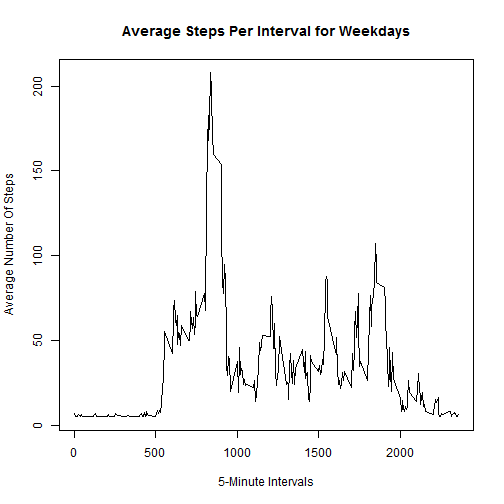 Average Steps Per Interval for Weekdays
Average Number Of Steps
200
150
100
50
0
0 500 1000 1500 2000
5-Minute Intervals